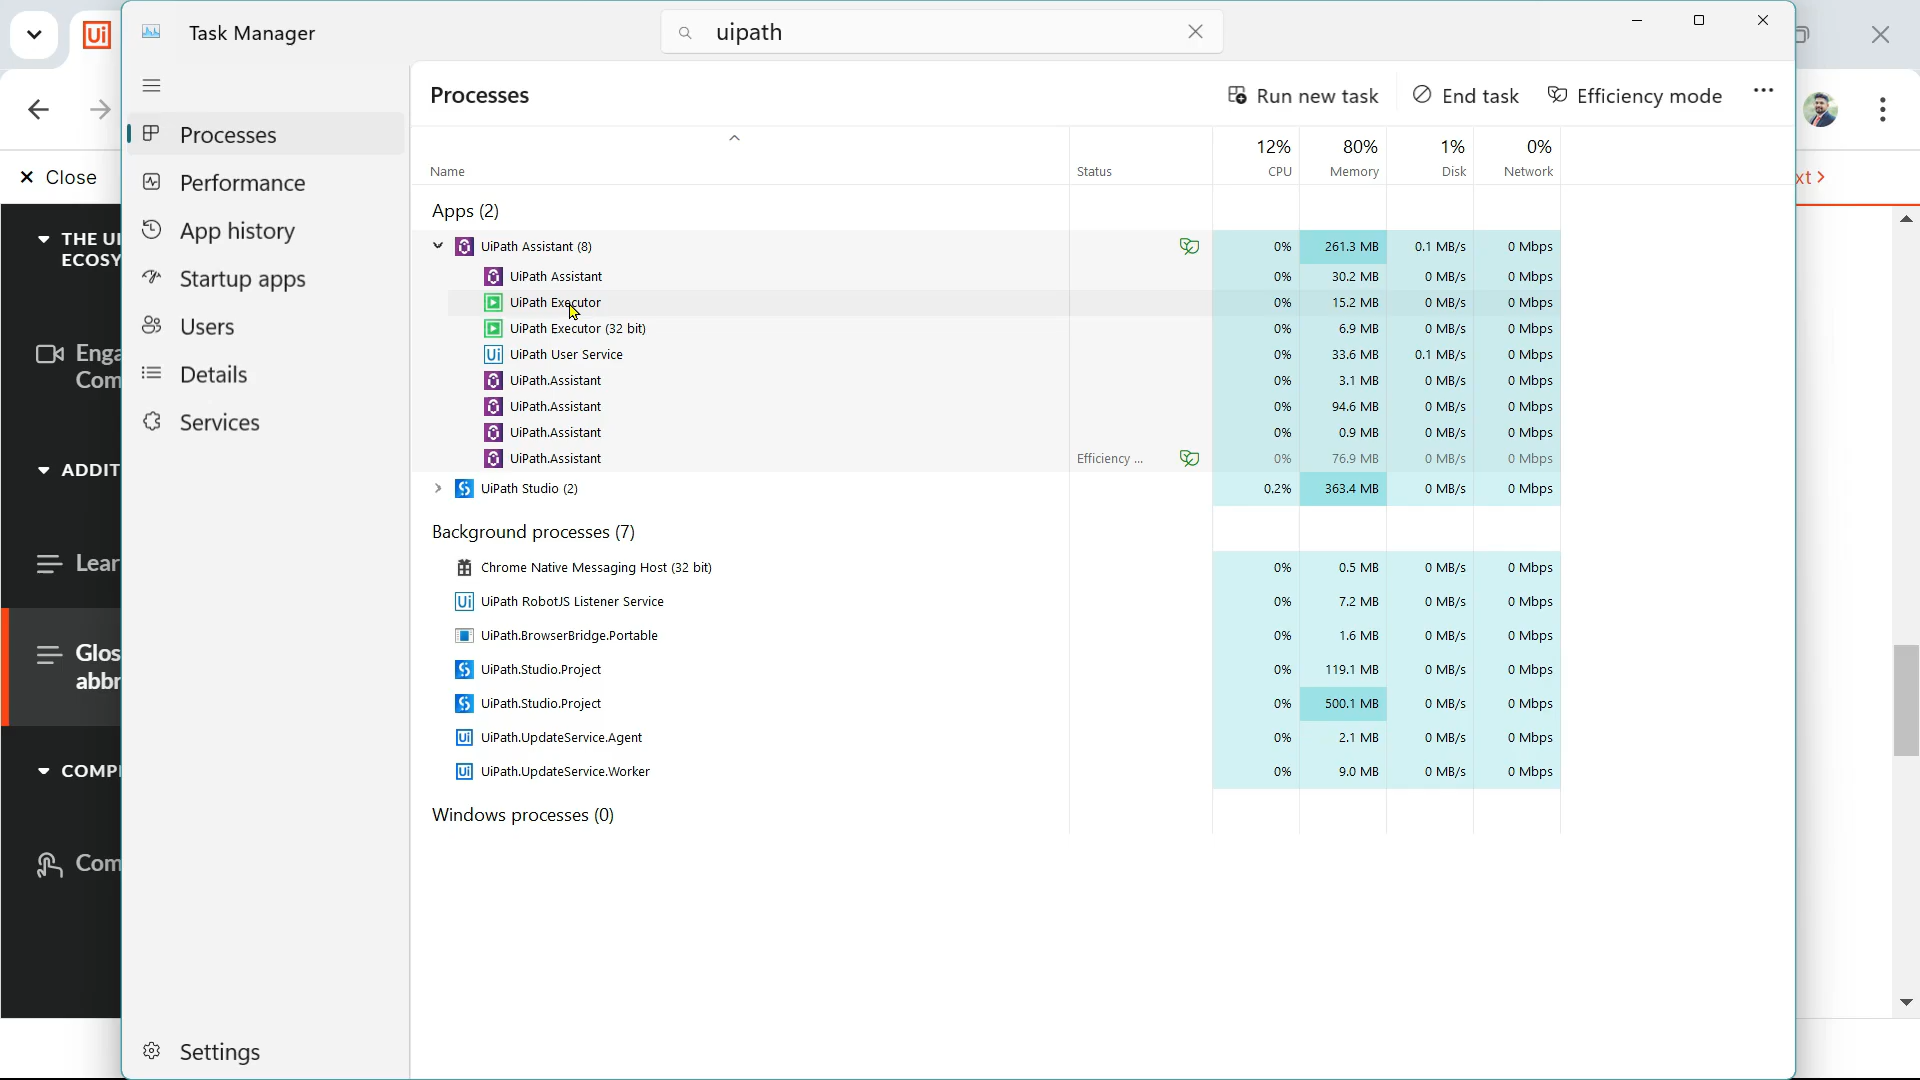 Ui
Task Manager
uipath
Processes
Run new task
End task
Efficiency mode
Close
xt
Processes
Performance
App history
Startup apps
Users
Details
Services
Settings
THE UI
ECOSY
Enga
Com
ADDIT
Lear
Glos
abbr
COMPI
Com
12% 80% 1% 0%
Name Status CPU Memory Disk Network
Apps (2)
UiPath Assistant (8) 0% 261.3 MB 0.1 MB/s 0 Mbps
UiPath Assistant 0% 30.2 MB 0 MB/s 0 Mbps
UiPath Executor 0% 15.2 MB 0 MB/s 0 Mbps
UiPath Executor (32 bit) 0% 6.9 MB 0 MB/s 0 Mbps
UiPath User Service 0% 33.6 MB 0.1 MB/s 0 Mbps
UiPath.Assistant 0% 3.1 MB 0 MB/s 0 Mbps
UiPath.Assistant 0% 94.6 MB 0 MB/s 0 Mbps
UiPath.Assistant 0% 0.9 MB 0 MB/s 0 Mbps
UiPath.Assistant Efficiency ... 0% 76.9 MB 0 MB/s 0 Mbps
UiPath Studio (2) 0.2% 363.4 MB 0 MB/s 0 Mbps
Background processes (7)
Chrome Native Messaging Host (32 bit) 0% 0.5 MB 0 MB/s 0 Mbps
UiPath RobotJS Listener Service 0% 7.2 MB 0 MB/s 0 Mbps
UiPath.BrowserBridge.Portable 0% 1.6 MB 0 MB/s 0 Mbps
UiPath.Studio.Project 0% 119.1 MB 0 MB/s 0 Mbps
UiPath.Studio.Project 0% 500.1 MB 0 MB/s 0 Mbps
UiPath.UpdateService.Agent 0% 2.1 MB 0 MB/s 0 Mbps
UiPath.UpdateService.Worker 0% 9.0 MB 0 MB/s 0 Mbps
Windows processes (0)